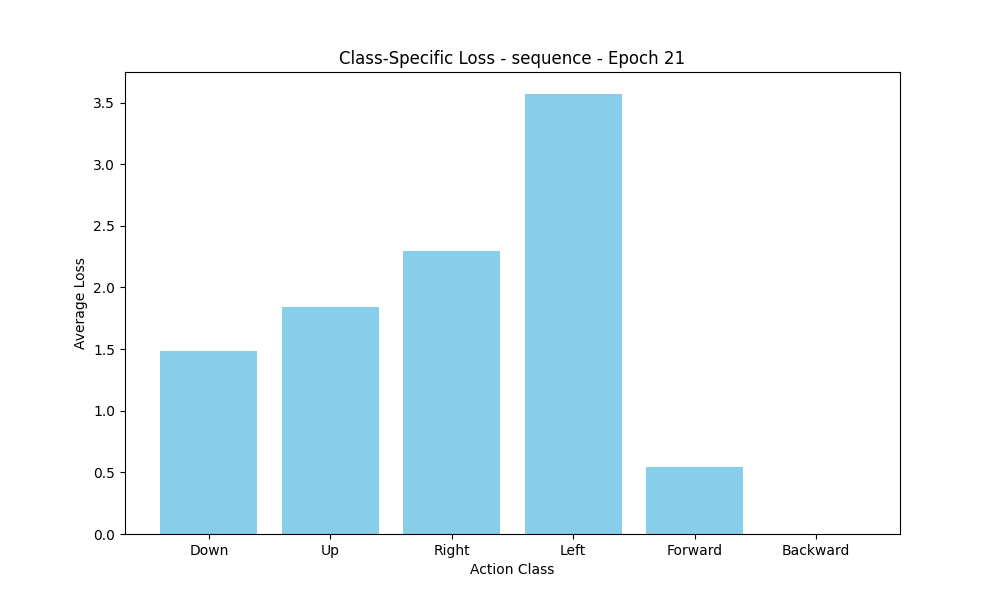 Class-Specific Loss - sequence - Epoch 21
Average Loss
3.5
3.0
2.5
2.0
1.5
1.0
0.5
0.0
Down Up Right Left Forward Backward
Action Class